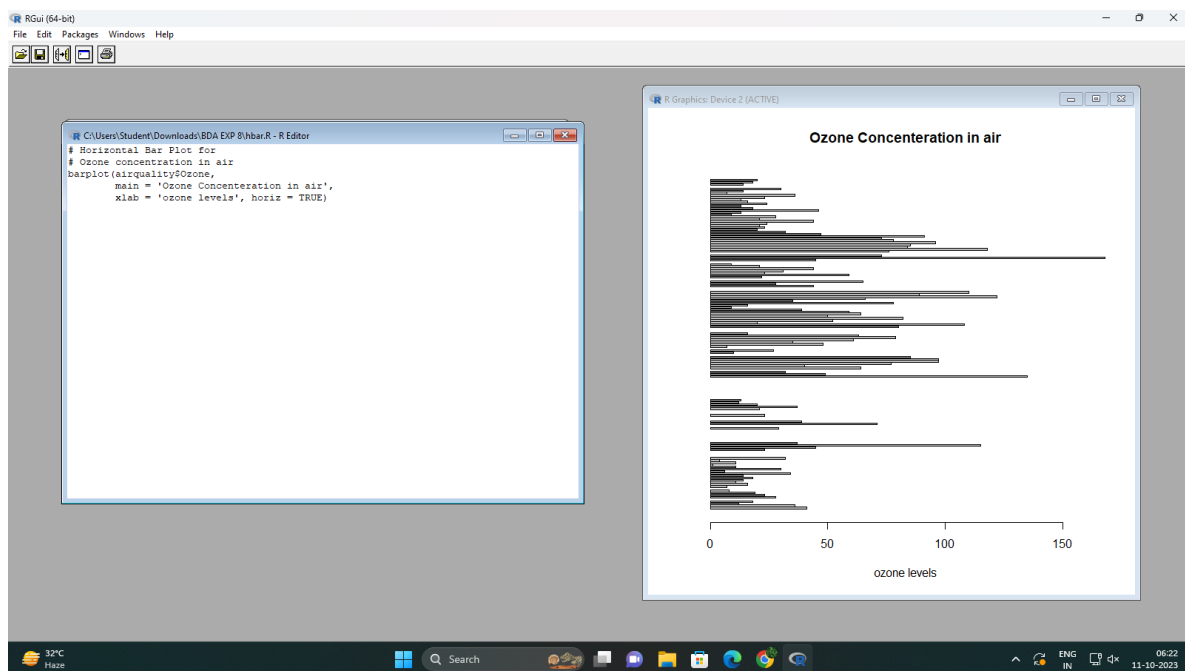 RGui (64-bit)
File Edit Packages Windows Help
C:\Users\Student\Downloads\BDA EXP 8\hbar.R - R Editor
# Horizontal Bar Plot for
# Ozone concentration in air
barplot(airquality$Ozone,
        main = 'Ozone Concenteration in air',
        xlab = 'ozone levels', horiz = TRUE)
R Graphics: Device 2 (ACTIVE)
Ozone Concenteration in air
0 50 100 150
ozone levels
32°C
Haze
Search
ENG
IN
06:22
11-10-2023